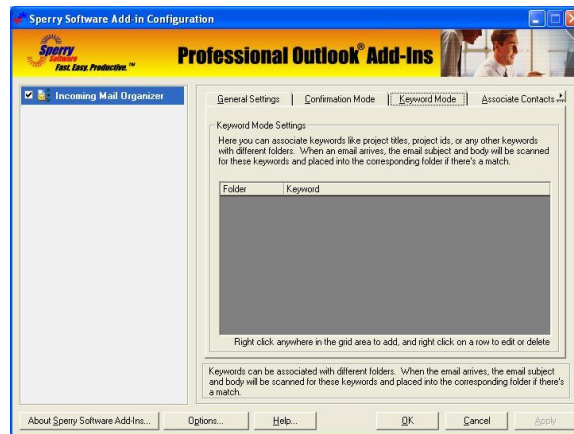 Sperry Software Add-in Configuration
Sperry
Software
Fast. Easy. Productive.™
Professional Outlook® Add-Ins
Incoming Mail Organizer
General Settings
Confirmation Mode
Keyword Mode
Associate Contacts
Keyword Mode Settings
Here you can associate keywords like project titles, project ids, or any other keywords
with different folders. When an email arrives, the email subject and body will be scanned
for these keywords and placed into the corresponding folder if there's a match.
Folder
Keyword
Right click anywhere in the grid area to add, and right click on a row to edit or delete
Keywords can be associated with different folders. When the email arrives, the email subject
and body will be scanned for these keywords and placed into the corresponding folder if there's
a match.
About Sperry Software Add-Ins...
Options...
Help...
OK
Cancel
Apply